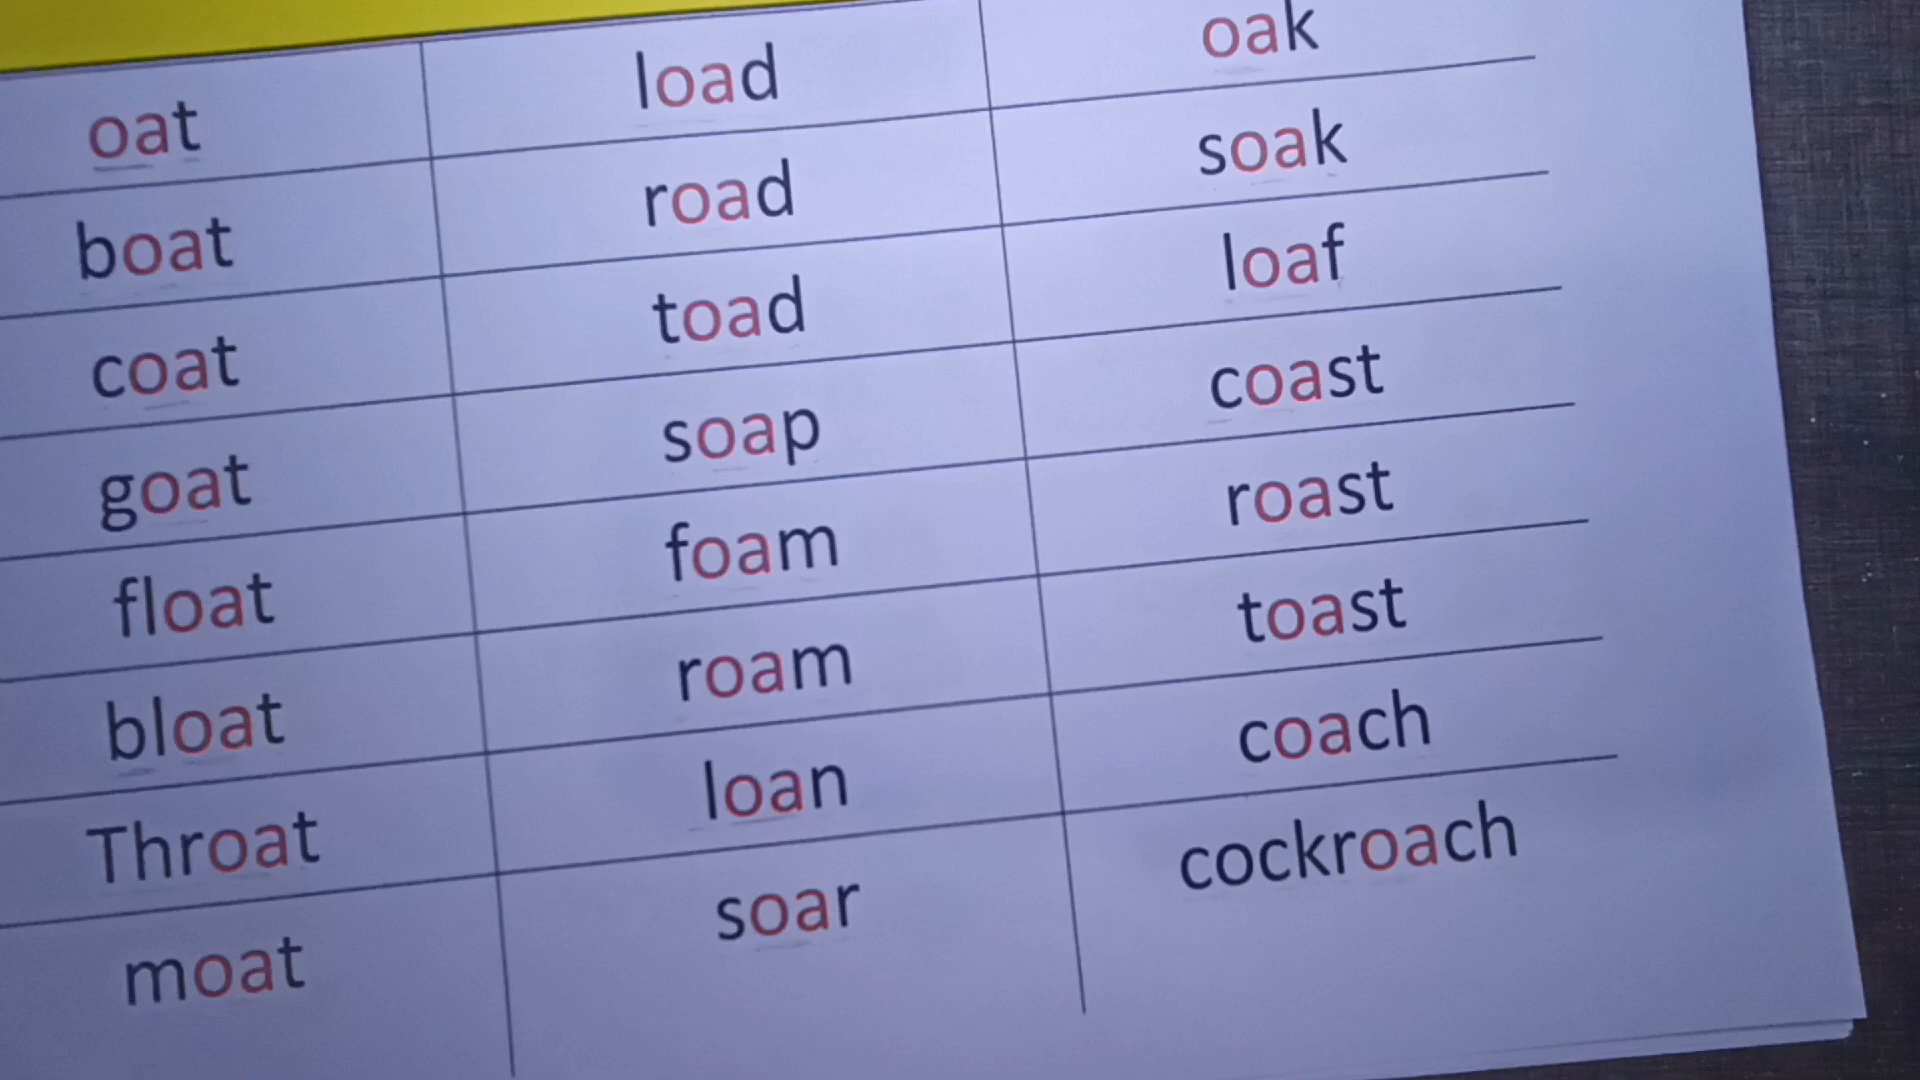 oat load oak
boat road soak
coat toad loaf
goat soap coast
float foam roast
bloat roam toast
Throat loan coach
moat soar cockroach